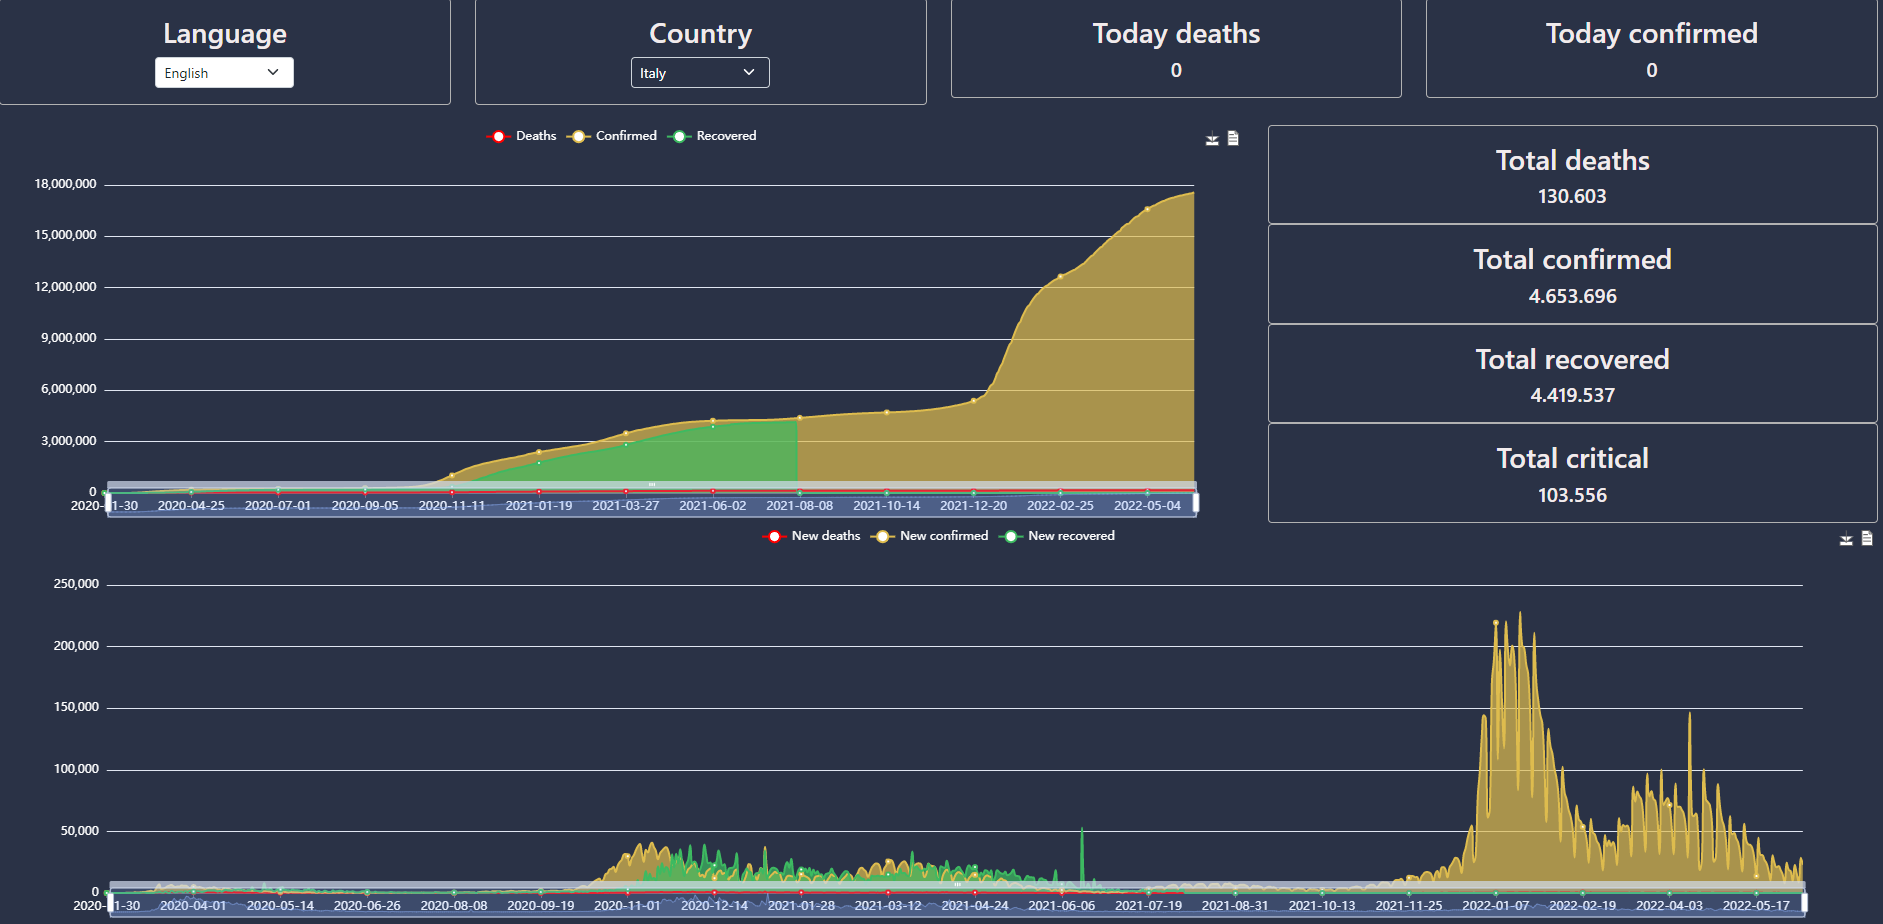 Language
English
Country
Italy
Today deaths
0
Today confirmed
0
Deaths
Confirmed
Recovered
18,000,000
15,000,000
12,000,000
9,000,000
6,000,000
3,000,000
0
2020-01-30 2020-04-25 2020-07-01 2020-09-05 2020-11-11 2021-01-19 2021-03-27 2021-06-02 2021-08-08 2021-10-14 2021-12-20 2022-02-25 2022-05-04
Total deaths
130.603
Total confirmed
4.653.696
Total recovered
4.419.537
Total critical
103.556
New deaths
New confirmed
New recovered
250,000
200,000
150,000
100,000
50,000
0
2020-01-30 2020-04-01 2020-05-14 2020-06-26 2020-08-08 2020-09-19 2020-11-01 2020-12-14 2021-01-28 2021-03-12 2021-04-24 2021-06-06 2021-07-19 2021-08-31 2021-10-13 2021-11-25 2022-01-07 2022-02-19 2022-04-03 2022-05-17